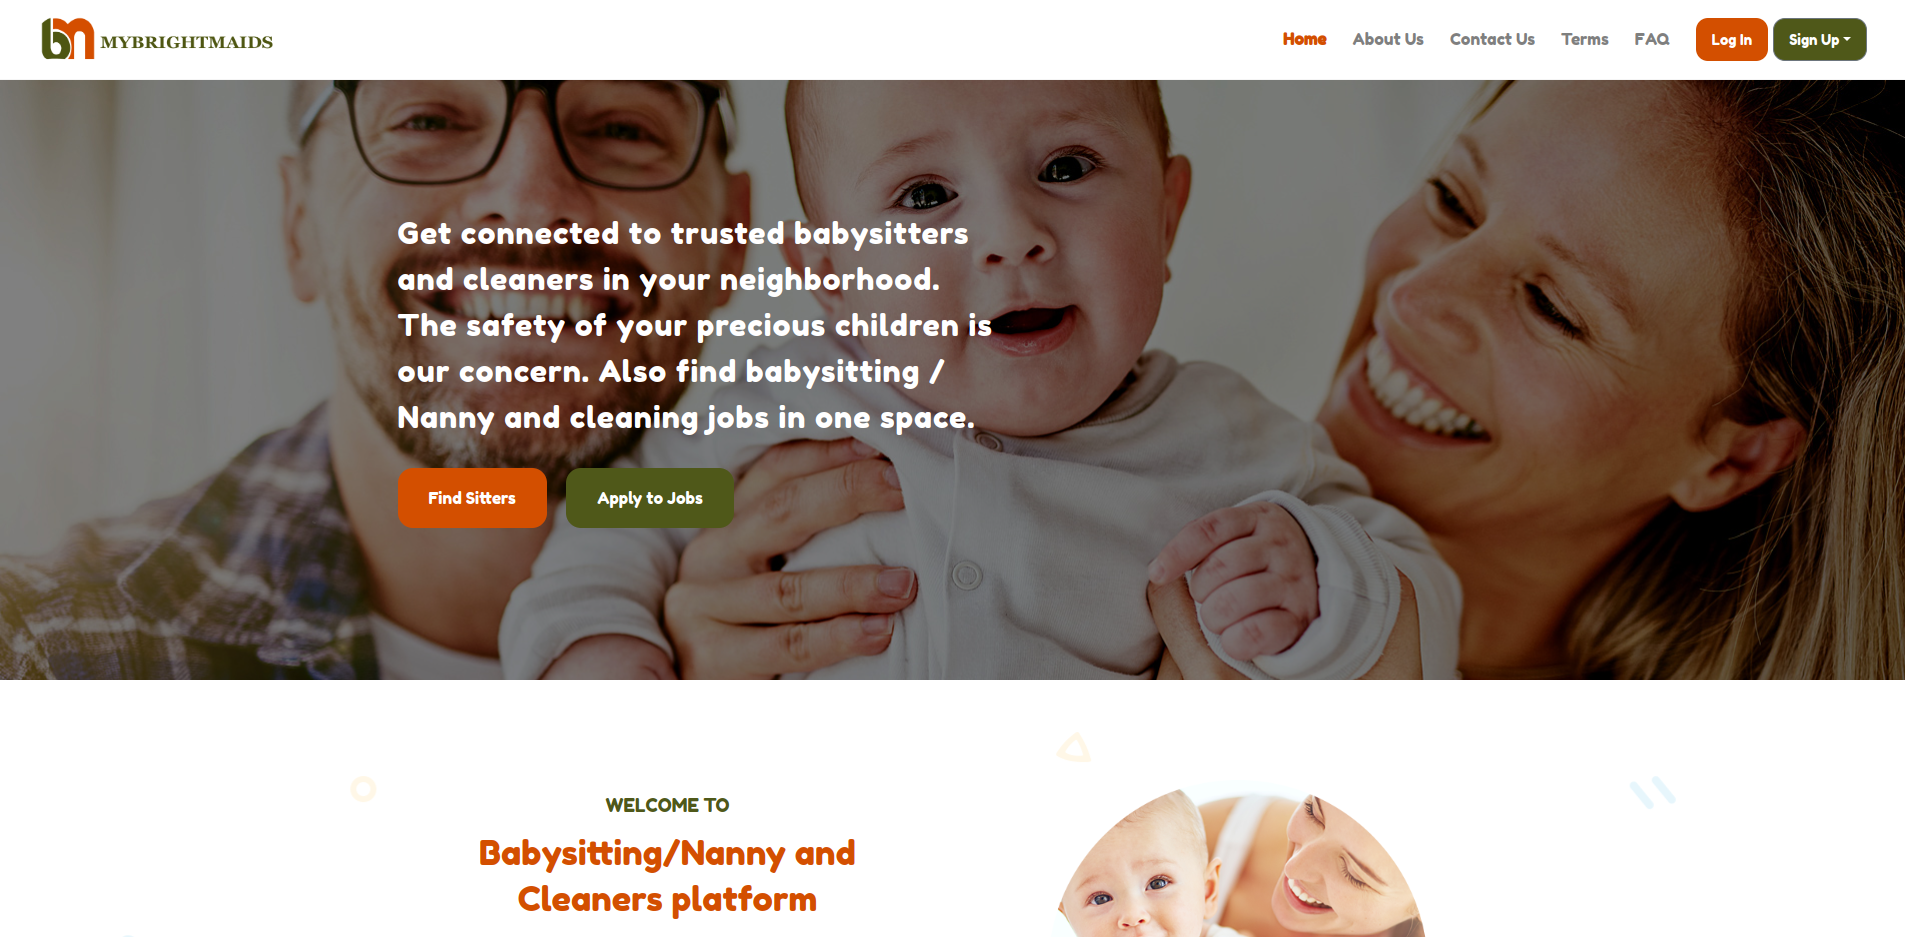 bm MYBRIGHTMAIDS
Home About Us Contact Us Terms FAQ Log In Sign Up
Get connected to trusted babysitters
and cleaners in your neighborhood.
The safety of your precious children is
our concern. Also find babysitting /
Nanny and cleaning jobs in one space.
Find Sitters Apply to Jobs
WELCOME TO
Babysitting/Nanny and
Cleaners platform